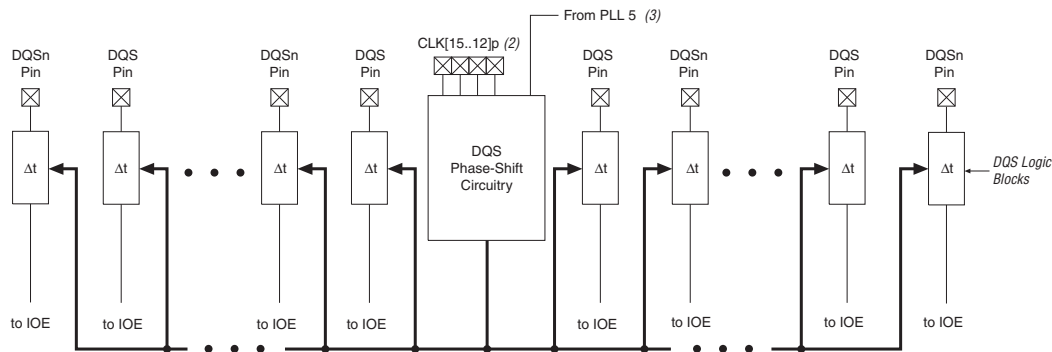 From PLL 5 (3)
CLK[15..12]p (2)
DQSn
Pin
DQS
Pin
DQSn
Pin
DQS
Pin
DQS
Pin
DQSn
Pin
DQS
Pin
DQSn
Pin
Δt
Δt
Δt
Δt
DQS
Phase-Shift
Circuitry
Δt
Δt
Δt
Δt
DQS Logic
Blocks
to IOE
to IOE
to IOE
to IOE
to IOE
to IOE
to IOE
to IOE